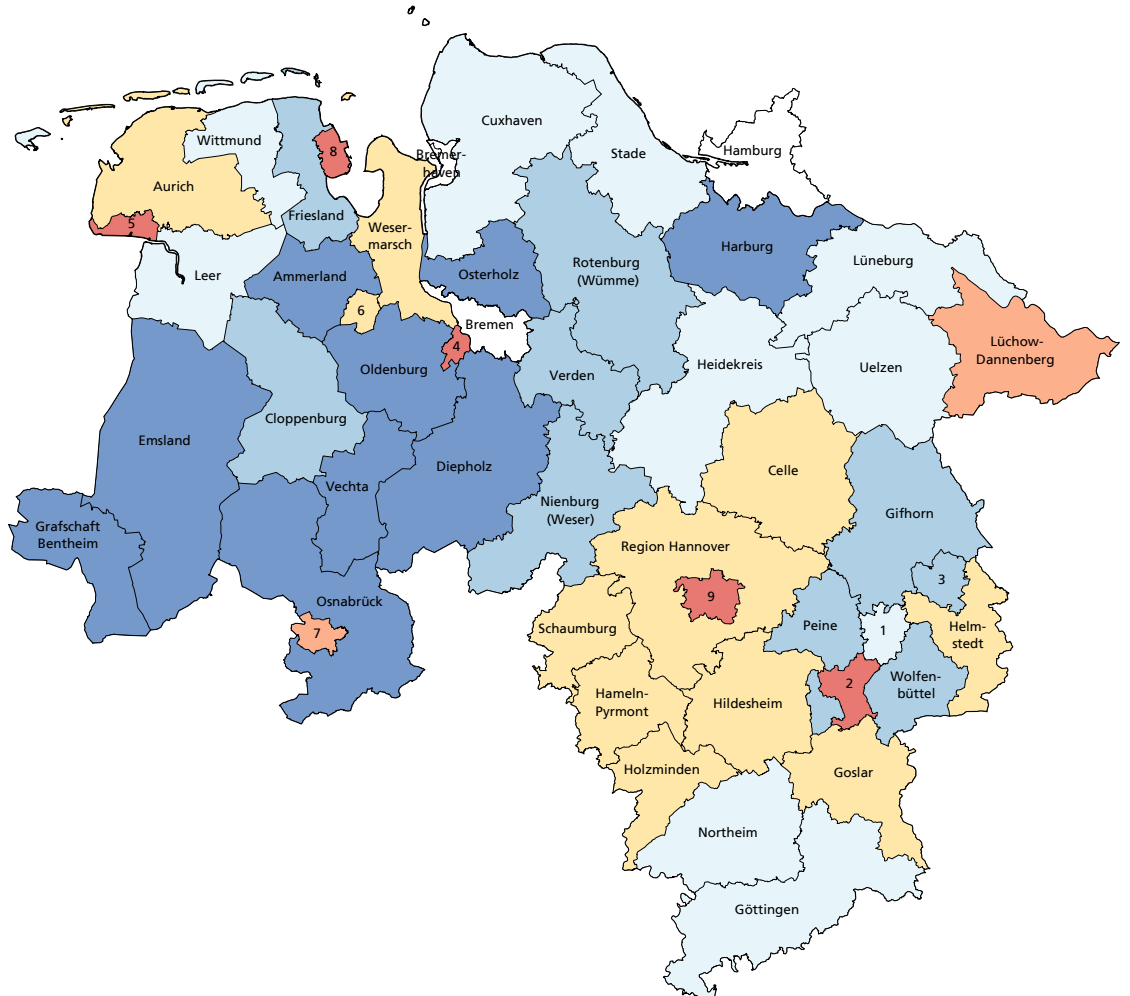 Cuxhaven
Wittmund
Bremer-
haven
Stade
Hamburg
8
Aurich
Friesland
5
Weser-
marsch
Harburg
Lüneburg
Leer
Ammerland
Osterholz
Rotenburg
(Wümme)
6
Bremen
4
Lüchow-
Dannenberg
Oldenburg
Verden
Heidekreis
Uelzen
Cloppenburg
Emsland
Diepholz
Celle
Vechta
Nienburg
(Weser)
Gifhorn
Grafschaft
Bentheim
Region Hannover
3
Osnabrück
9
7
Schaumburg
Peine
1
Helm-
stedt
2
Wolfen-
büttel
Hameln-
Pyrmont
Hildesheim
Holzminden
Goslar
Northeim
Göttingen